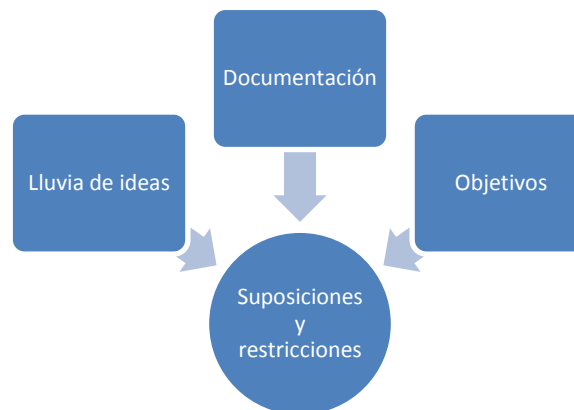 Documentación
Lluvia de ideas
Objetivos
Suposiciones
y
restricciones